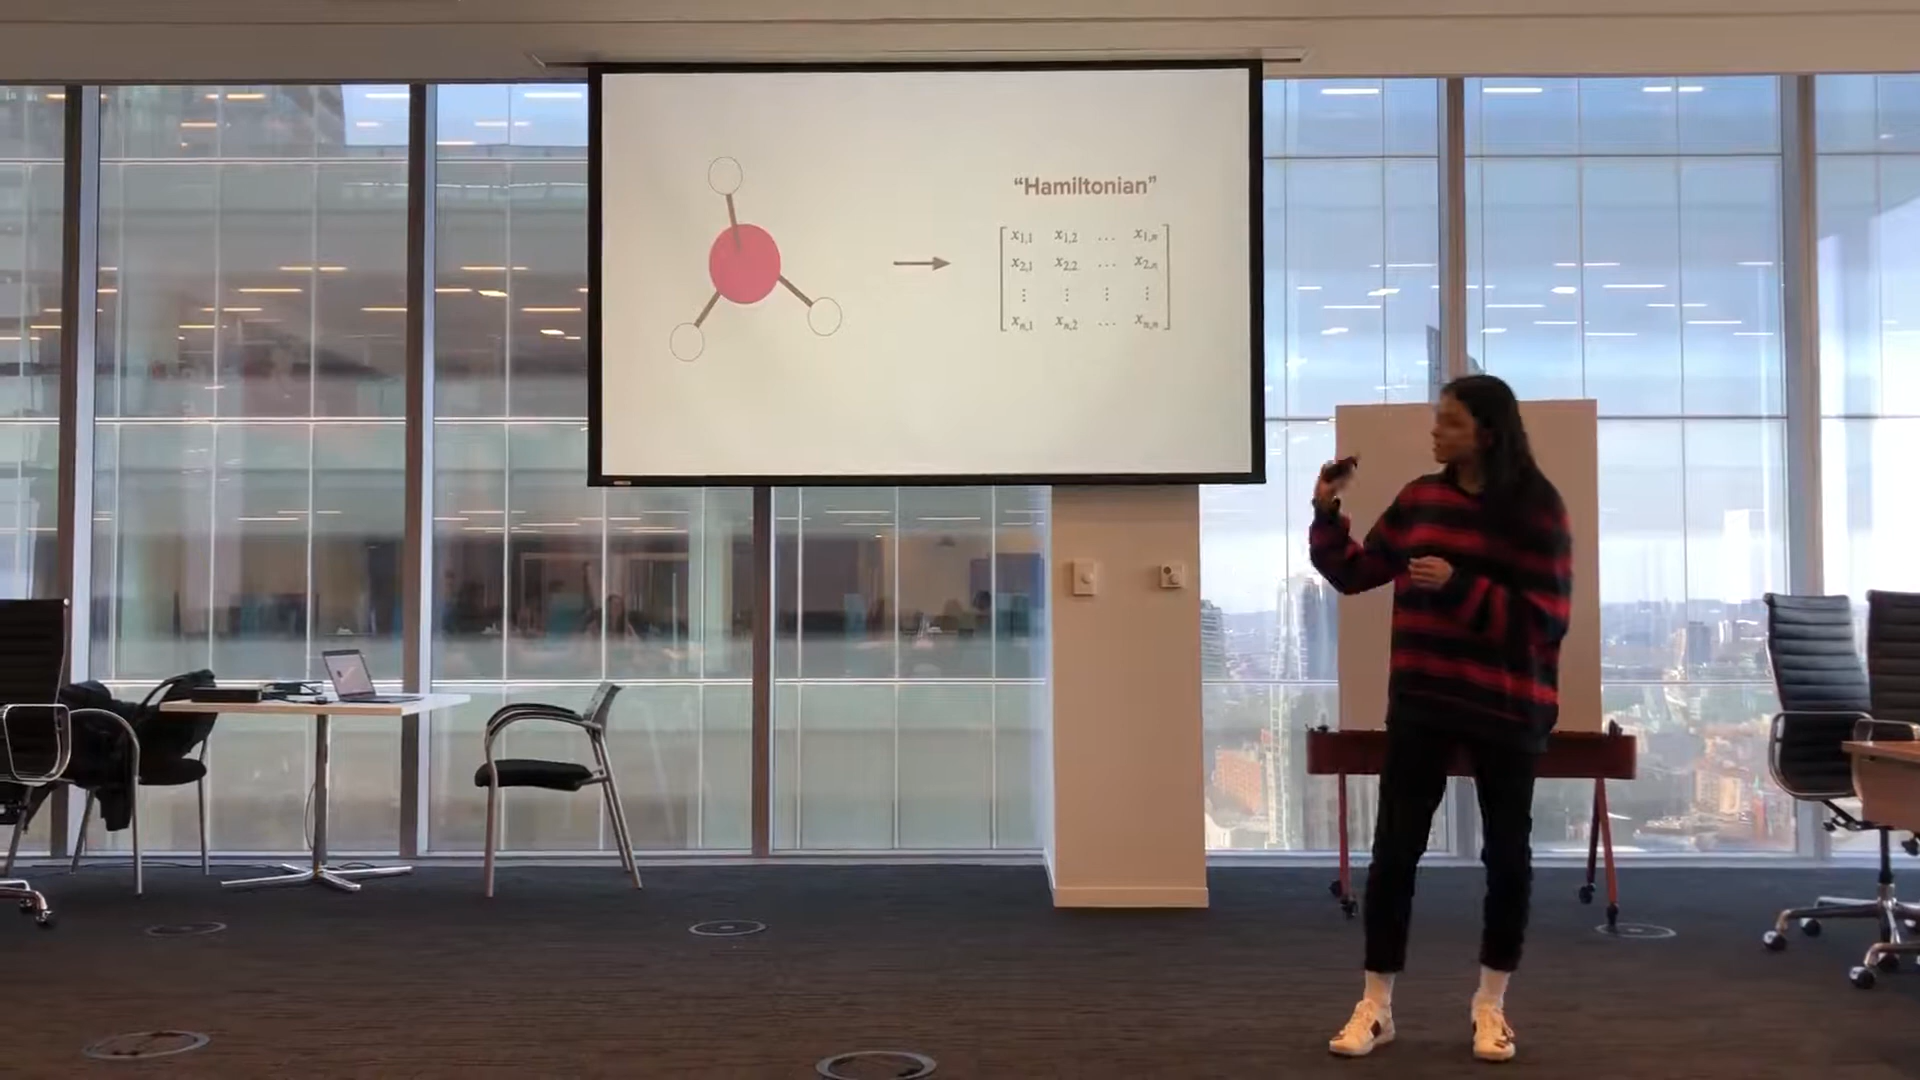 “Hamiltonian”
x1,1 x1,2 ... x1,n
x2,1 x2,2 ... x2,n
⋮ ⋮ ⋮ ⋮
xn,1 xn,2 ... xn,n